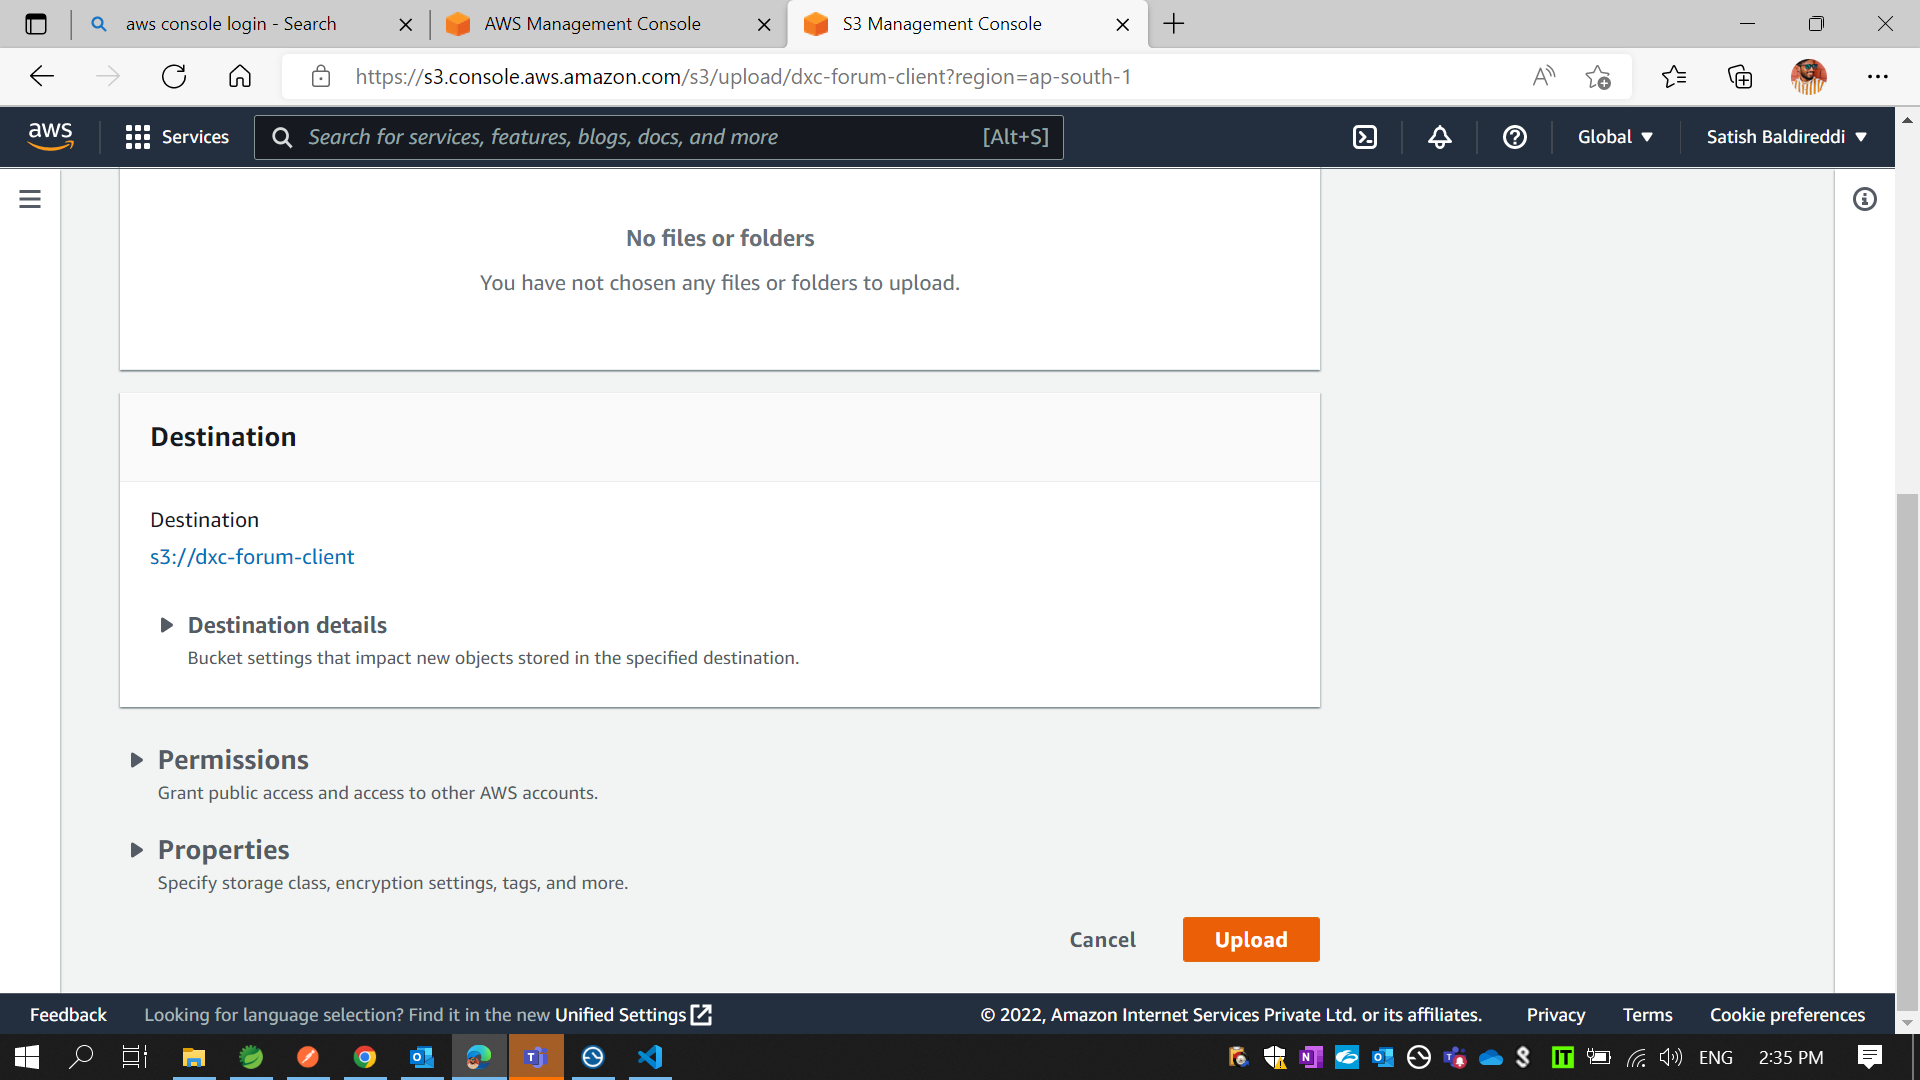 aws console login - Search
AWS Management Console
S3 Management Console
https://s3.console.aws.amazon.com/s3/upload/dxc-forum-client?region=ap-south-1
aws
Services
Search for services, features, blogs, docs, and more
[Alt+S]
Global
Satish Baldireddi
No files or folders
You have not chosen any files or folders to upload.
Destination
Destination
s3://dxc-forum-client
Destination details
Bucket settings that impact new objects stored in the specified destination.
Permissions
Grant public access and access to other AWS accounts.
Properties
Specify storage class, encryption settings, tags, and more.
Cancel
Upload
Feedback
Looking for language selection? Find it in the new Unified Settings
© 2022, Amazon Internet Services Private Ltd. or its affiliates.
Privacy
Terms
Cookie preferences
ENG
2:35 PM